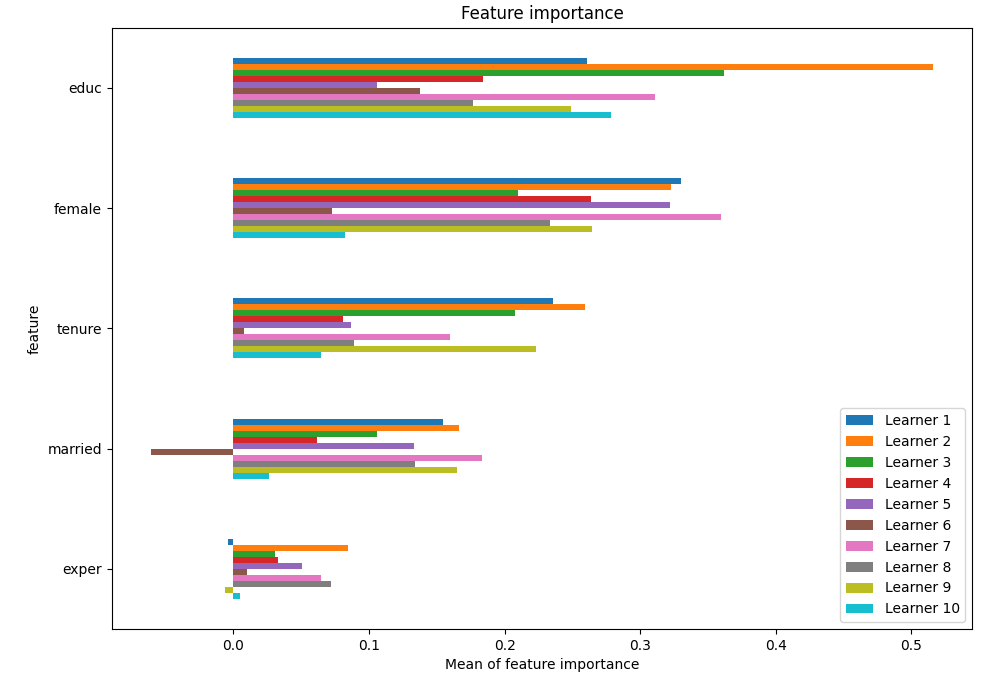 Feature importance
educ
female
tenure
married
exper
feature
0.0
0.1
0.2
0.3
0.4
0.5
Mean of feature importance
Learner 1
Learner 2
Learner 3
Learner 4
Learner 5
Learner 6
Learner 7
Learner 8
Learner 9
Learner 10